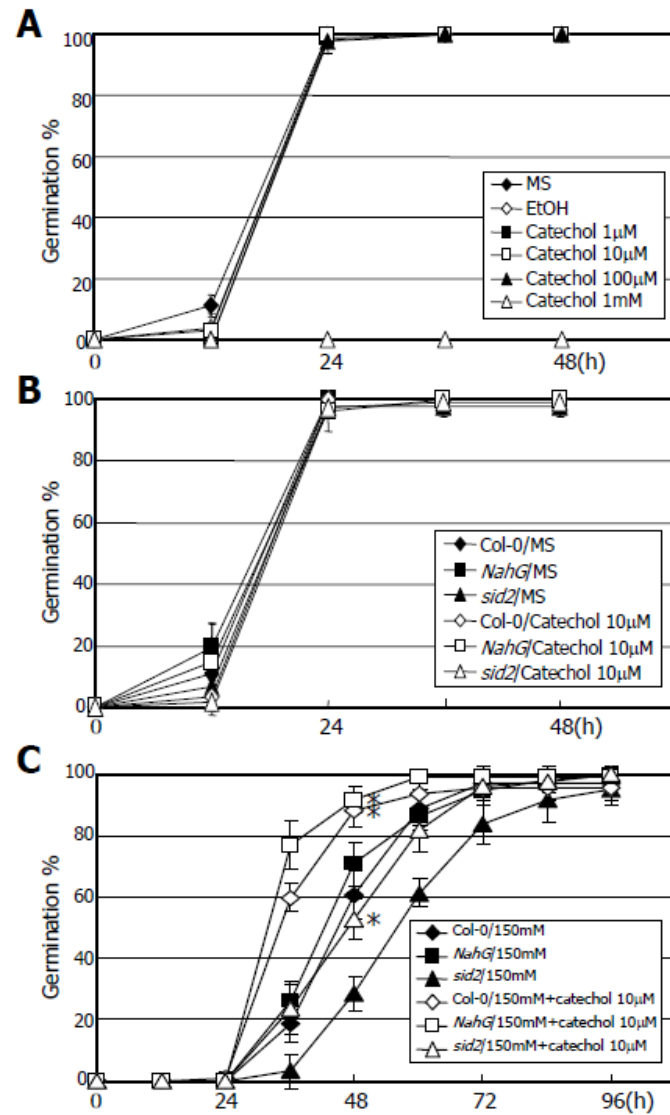 A
Germination %
100
80
60
40
20
0
0 24 48(h)
MS
EtOH
Catechol 1μM
Catechol 10μM
Catechol 100μM
Catechol 1mM
B
Germination %
100
80
60
40
20
0
0 24 48(h)
Col-0/MS
NahG/MS
sid2/MS
Col-0/Catechol 10μM
NahG/Catechol 10μM
sid2/Catechol 10μM
C
Germination %
100
80
60
40
20
0
0 24 48 72 96(h)
*
*
*
Col-0/150mM
NahG/150mM
sid2/150mM
Col-0/150mM+catechol 10μM
NahG/150mM+catechol 10μM
sid2/150mM+catechol 10μM